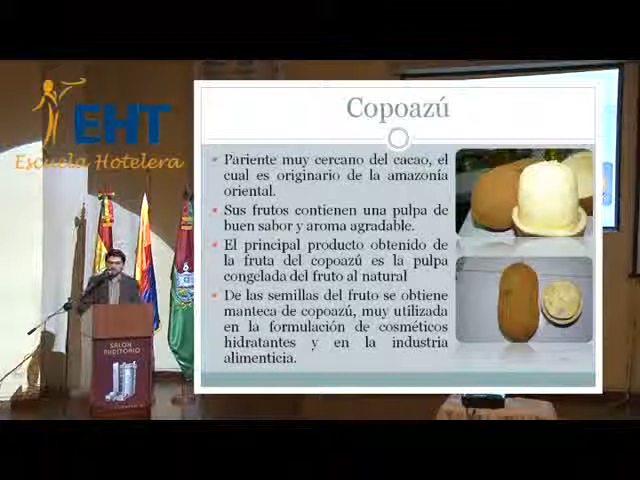 EHT
Escuela Hotelera
Copoazú
Pariente muy cercano del cacao, el
cual es originario de la amazonía
oriental.
Sus frutos contienen una pulpa de
buen sabor y aroma agradable.
El principal producto obtenido de
la fruta del copoazú es la pulpa
congelada del fruto al natural
De las semillas del fruto se obtiene
manteca de copoazú, muy utilizada
en la formulación de cosméticos
hidratantes y en la industria
alimenticia.
SALON
AUDITORIO